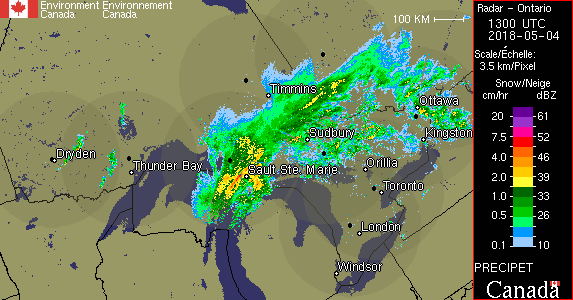 Environment Environnement
Canada Canada
100 KM
Radar - Ontario
1300 UTC
2018-05-04
Scale/Échelle:
3.5 km/Pixel
Snow/Neige
cm/hr dBZ
20 61
7.5 52
4.0 46
2.0 39
1.0 33
0.5 26
0.1 10
PRECIPET
Canada
Timmins
Ottawa
Sudbury
Kingston
Dryden
Thunder Bay
Sault Ste. Marie
Orillia
Toronto
London
Windsor